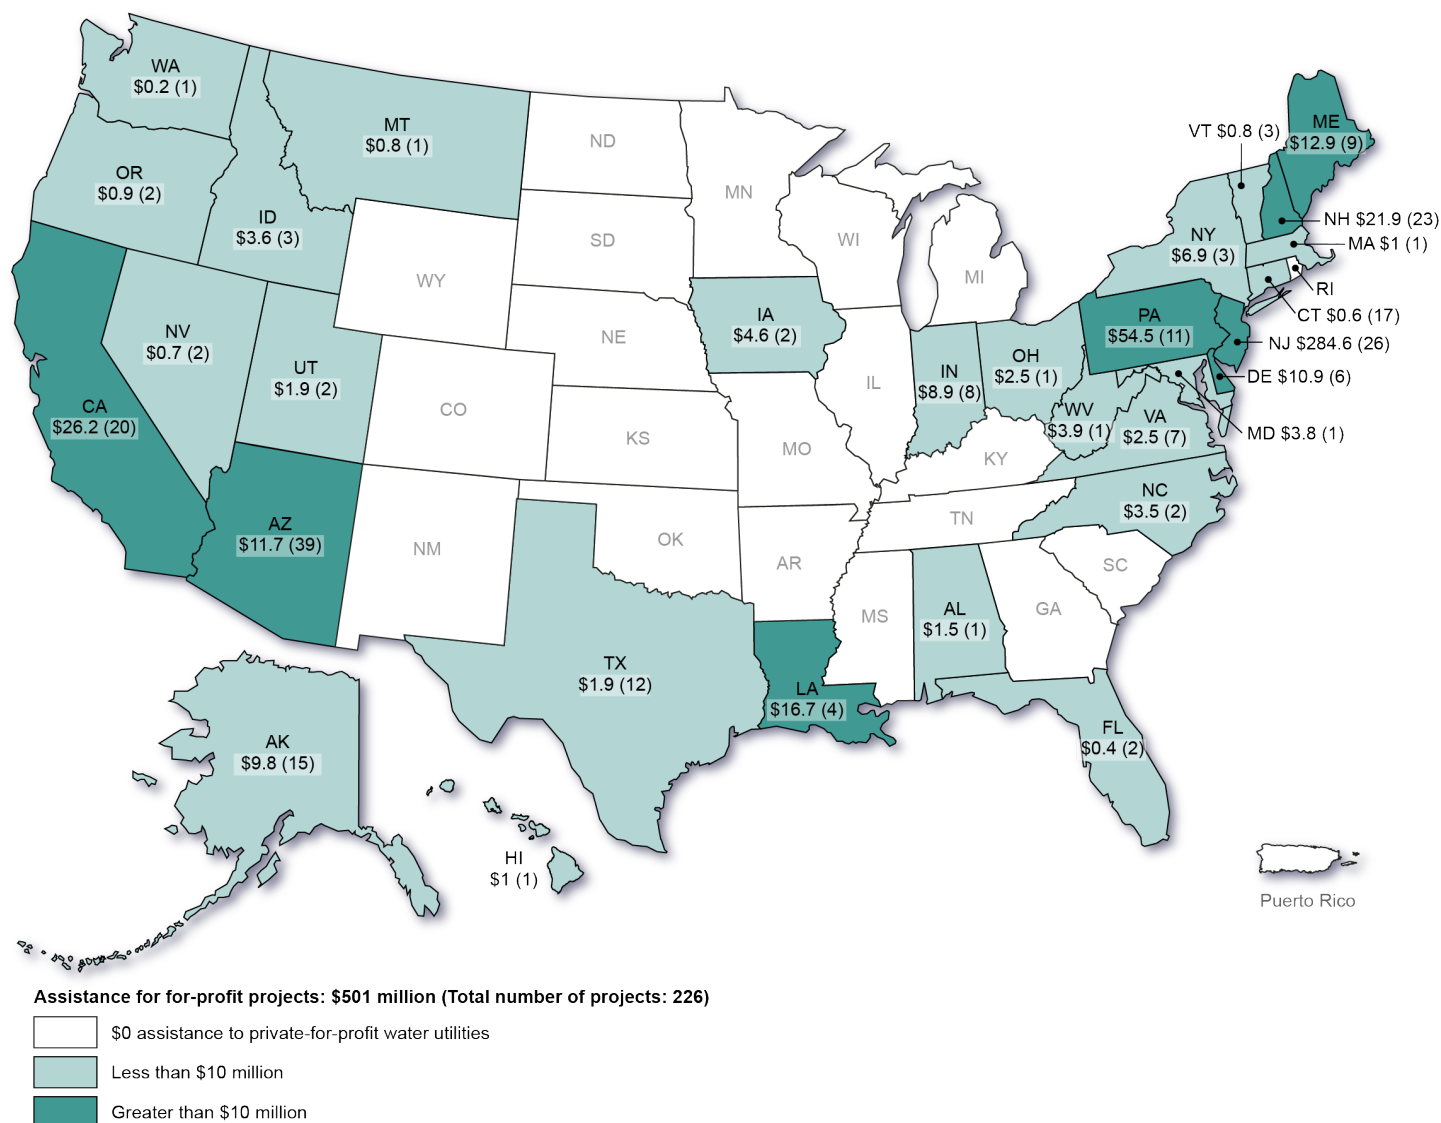 WA
$0.2 (1)
MT
$0.8 (1)
ND
MN
VT $0.8 (3)
ME
$12.9 (9)
OR
$0.9 (2)
ID
$3.6 (3)
SD
WI
MI
NY
$6.9 (3)
NH $21.9 (23)
MA $1 (1)
RI
CT $0.6 (17)
NJ $284.6 (26)
DE $10.9 (6)
MD $3.8 (1)
WY
NV
$0.7 (2)
UT
$1.9 (2)
NE
IA
$4.6 (2)
IL
IN
$8.9 (8)
OH
$2.5 (1)
PA
$54.5 (11)
CA
$26.2 (20)
CO
KS
MO
KY
WV
$3.9 (1)
VA
$2.5 (7)
AZ
$11.7 (39)
NM
OK
AR
TN
NC
$3.5 (2)
SC
MS
AL
$1.5 (1)
GA
TX
$1.9 (12)
LA
$16.7 (4)
FL
$0.4 (2)
AK
$9.8 (15)
HI
$1 (1)
Puerto Rico
Assistance for for-profit projects: $501 million (Total number of projects: 226)
$0 assistance to private-for-profit water utilities
Less than $10 million
Greater than $10 million